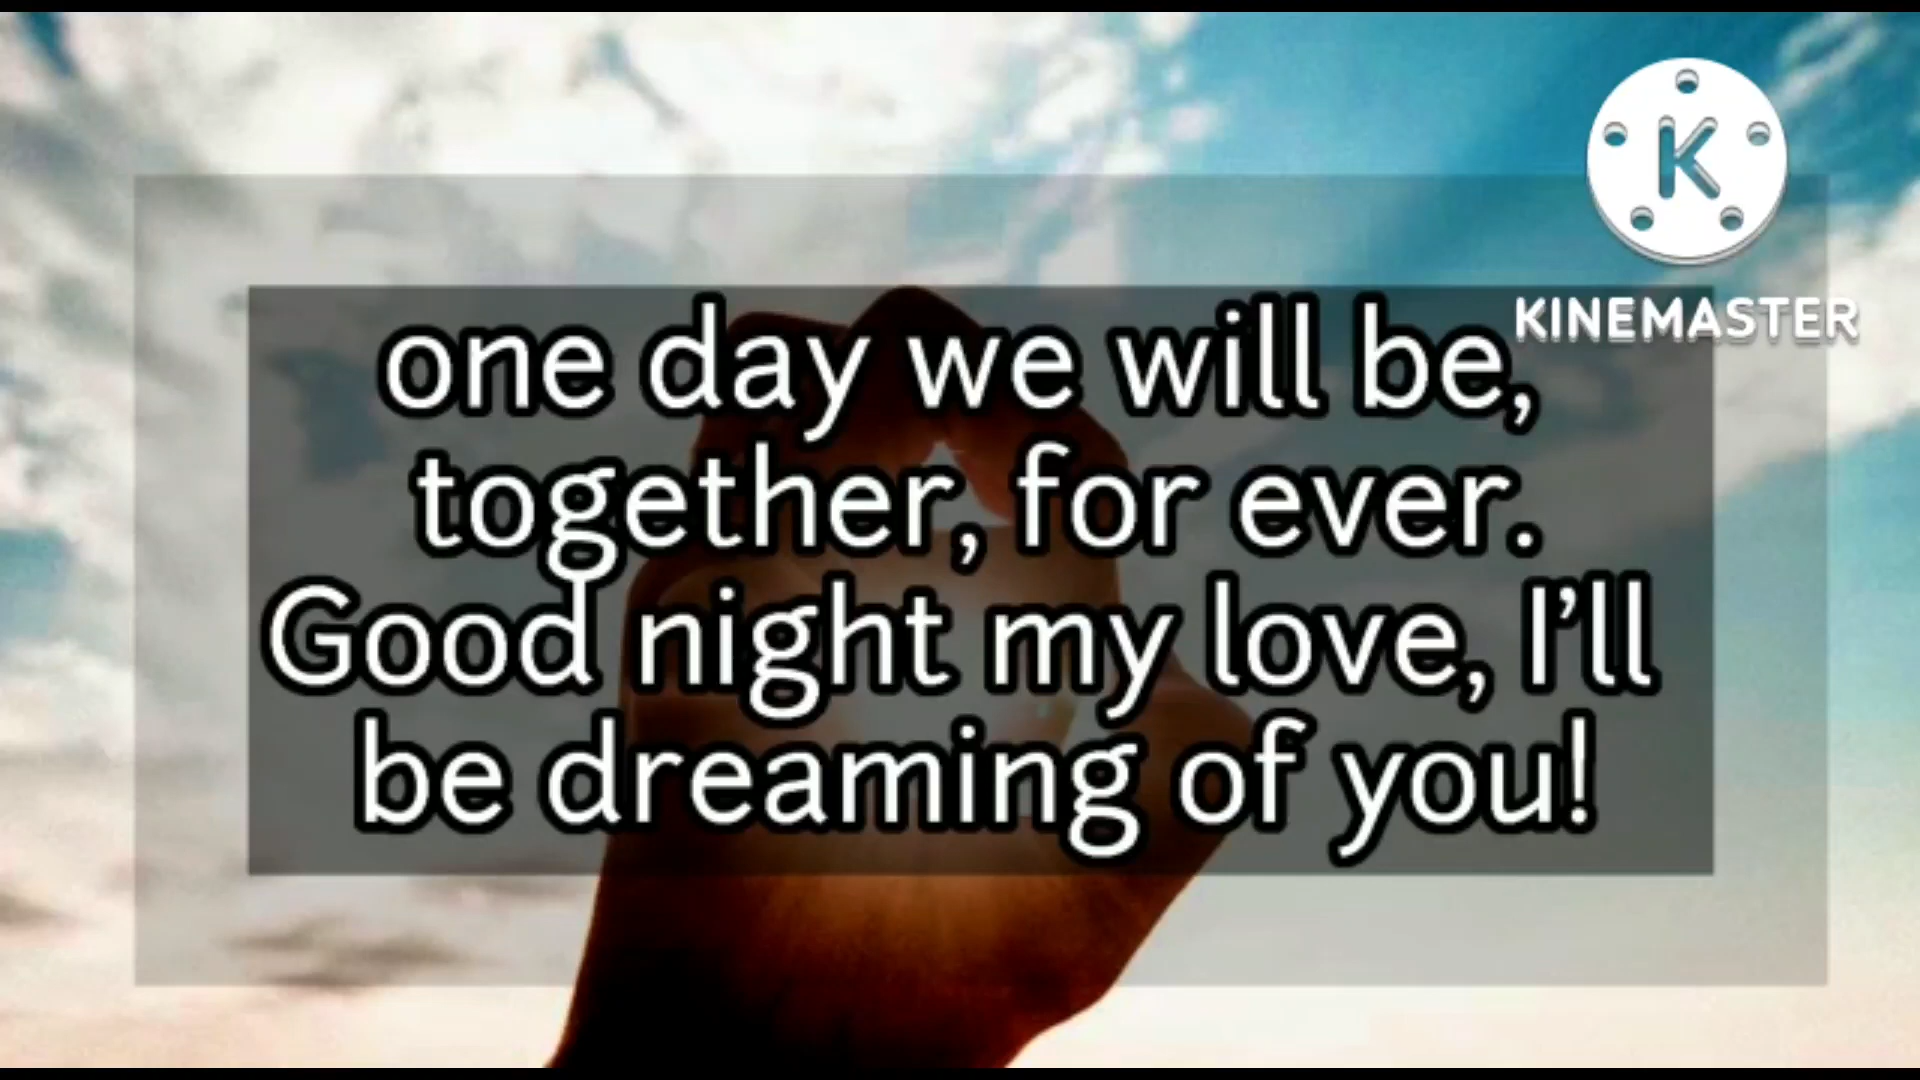 K
KINEMASTER
one day we will be,
together, for ever.
Good night my love, I’ll
be dreaming of you!